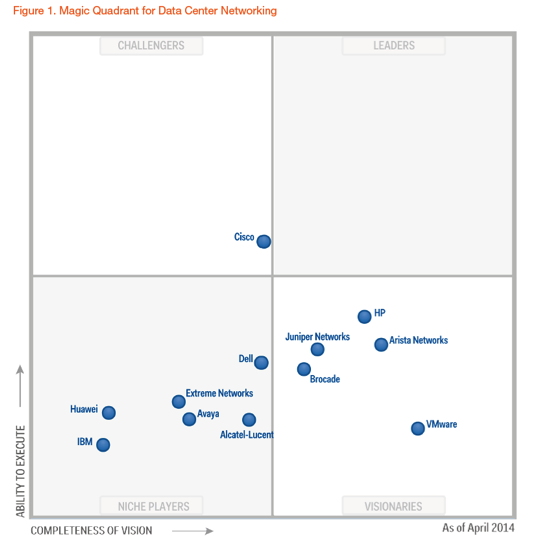 Figure 1. Magic Quadrant for Data Center Networking
CHALLENGERS
LEADERS
Cisco
HP
Juniper Networks
Arista Networks
Dell
Brocade
Extreme Networks
Huawei
Avaya
VMware
Alcatel-Lucent
IBM
NICHE PLAYERS
VISIONARIES
ABILITY TO EXECUTE
COMPLETENESS OF VISION
As of April 2014